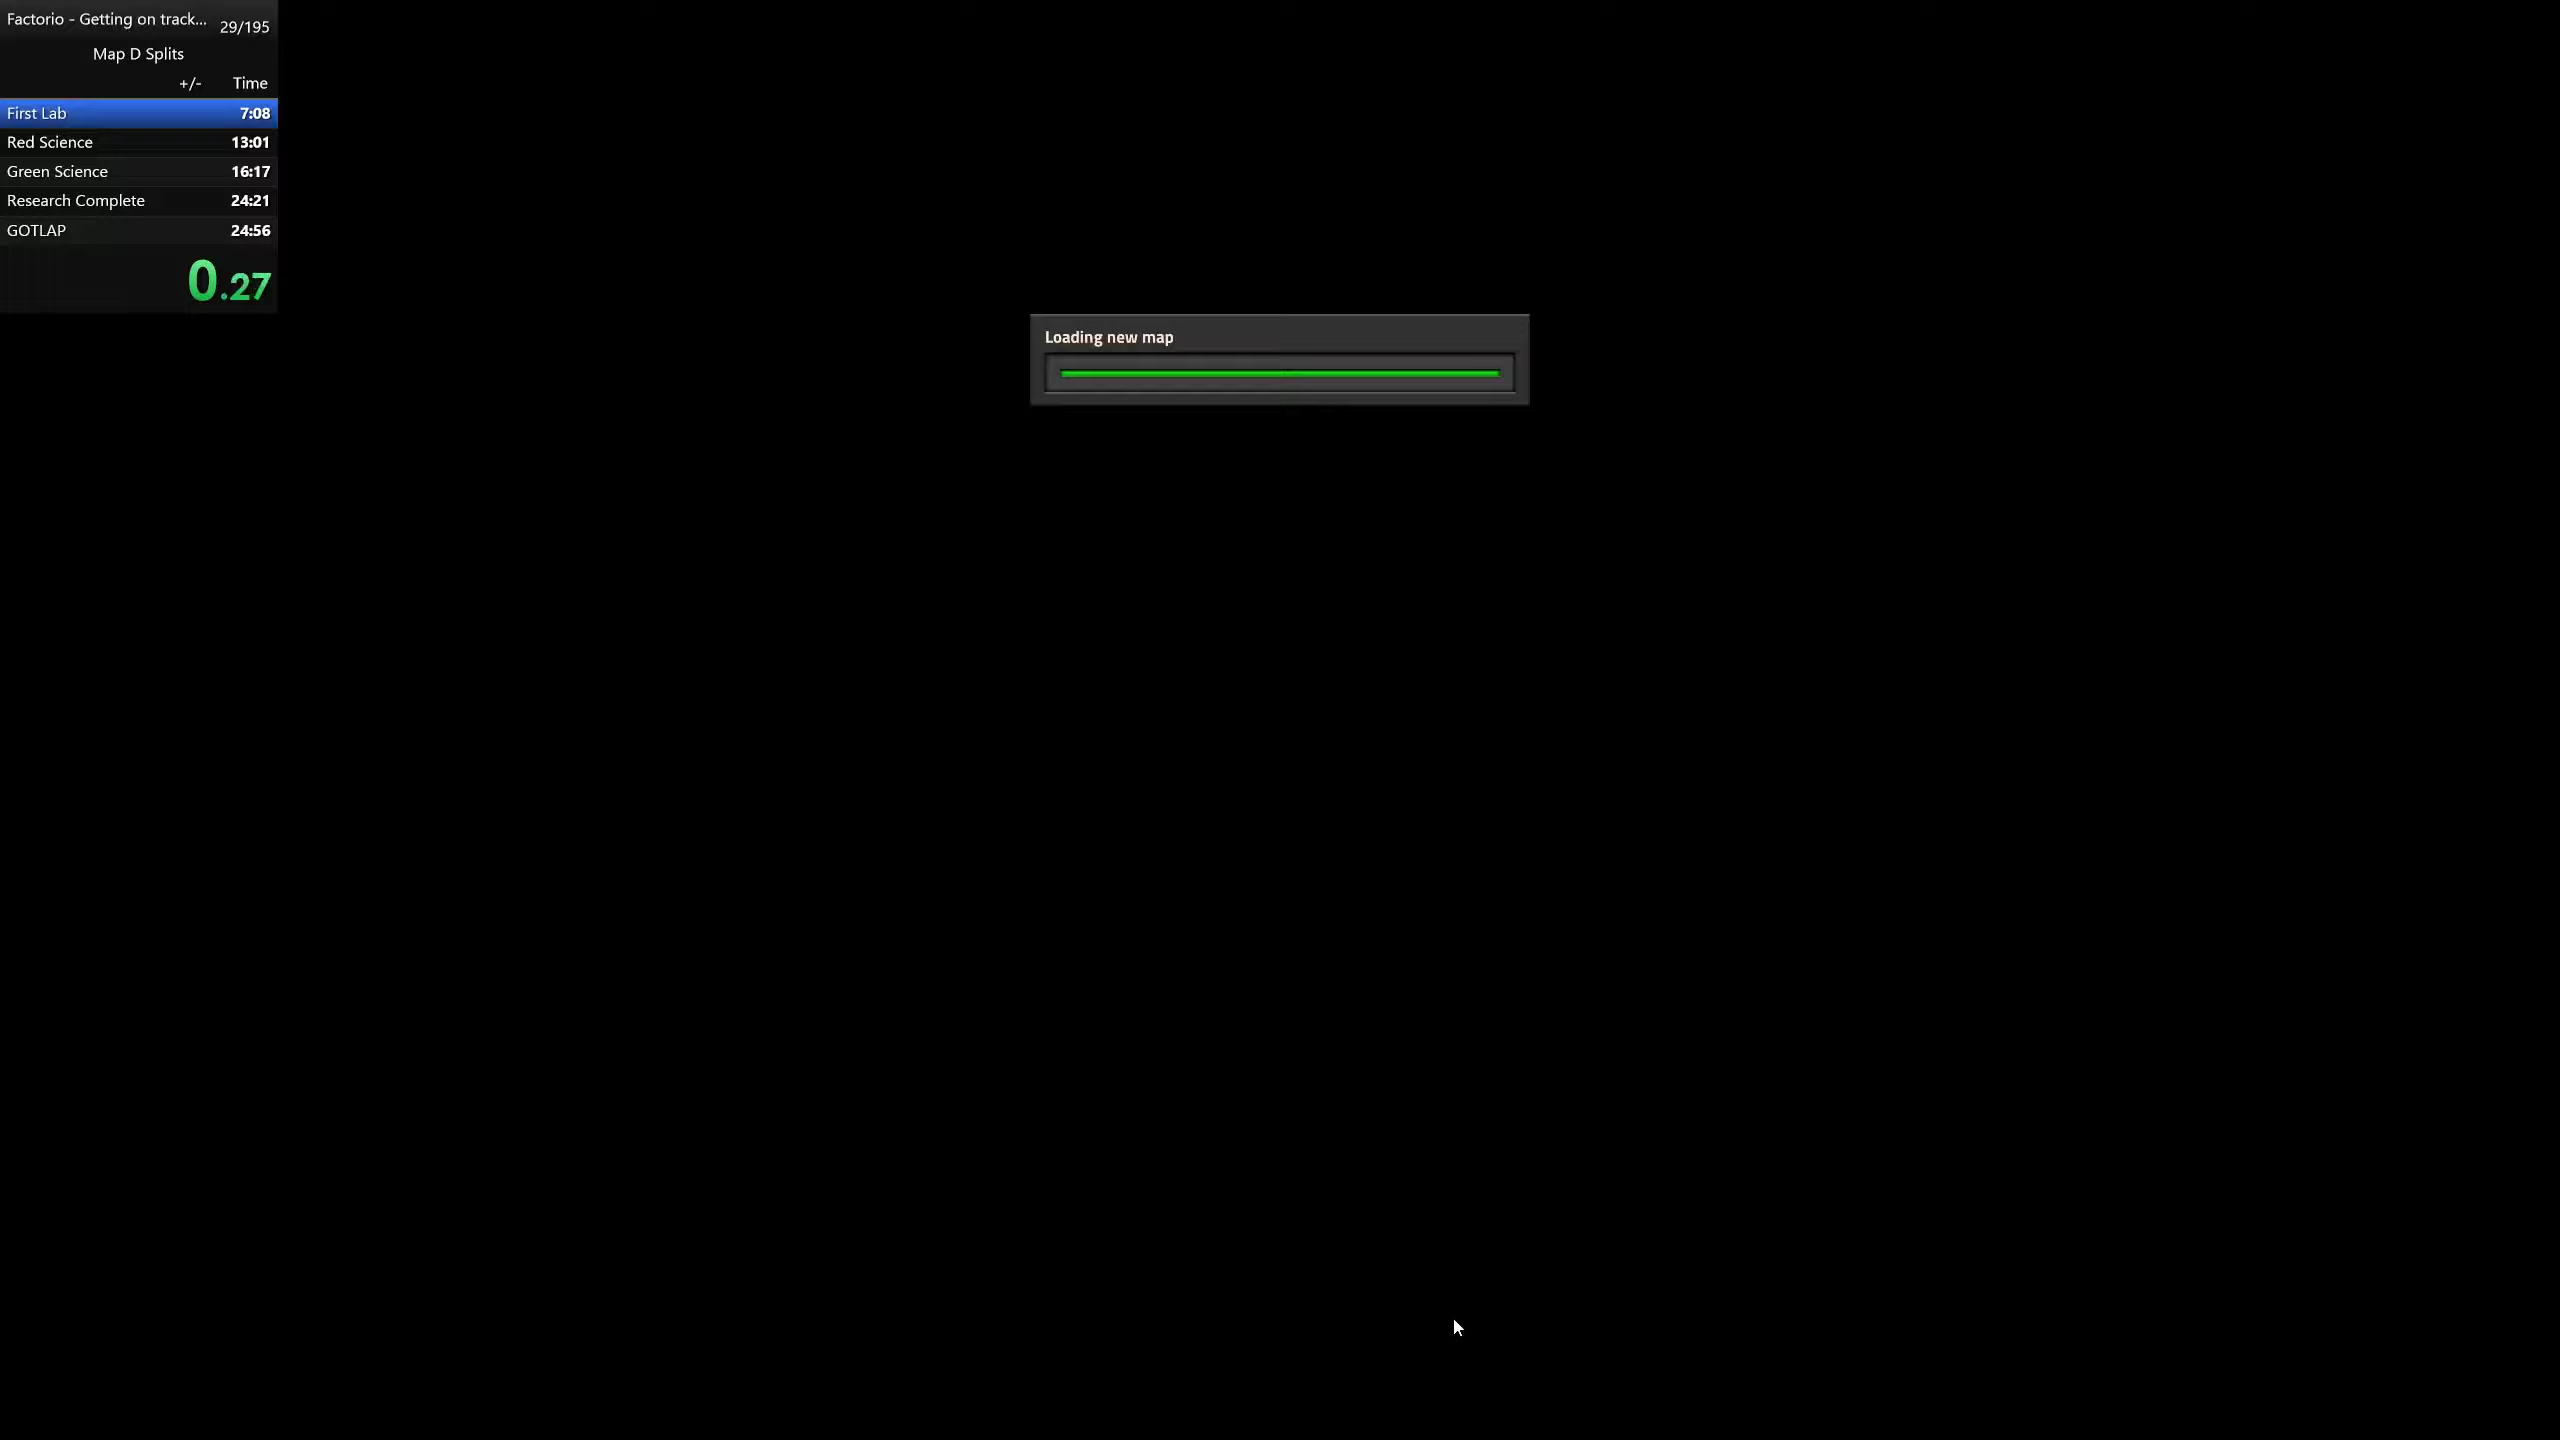 Factorio - Getting on track... 29/195
Map D Splits
+/- Time
First Lab 7:08
Red Science 13:01
Green Science 16:17
Research Complete 24:21
GOTLAP 24:56
0.27
Loading new map